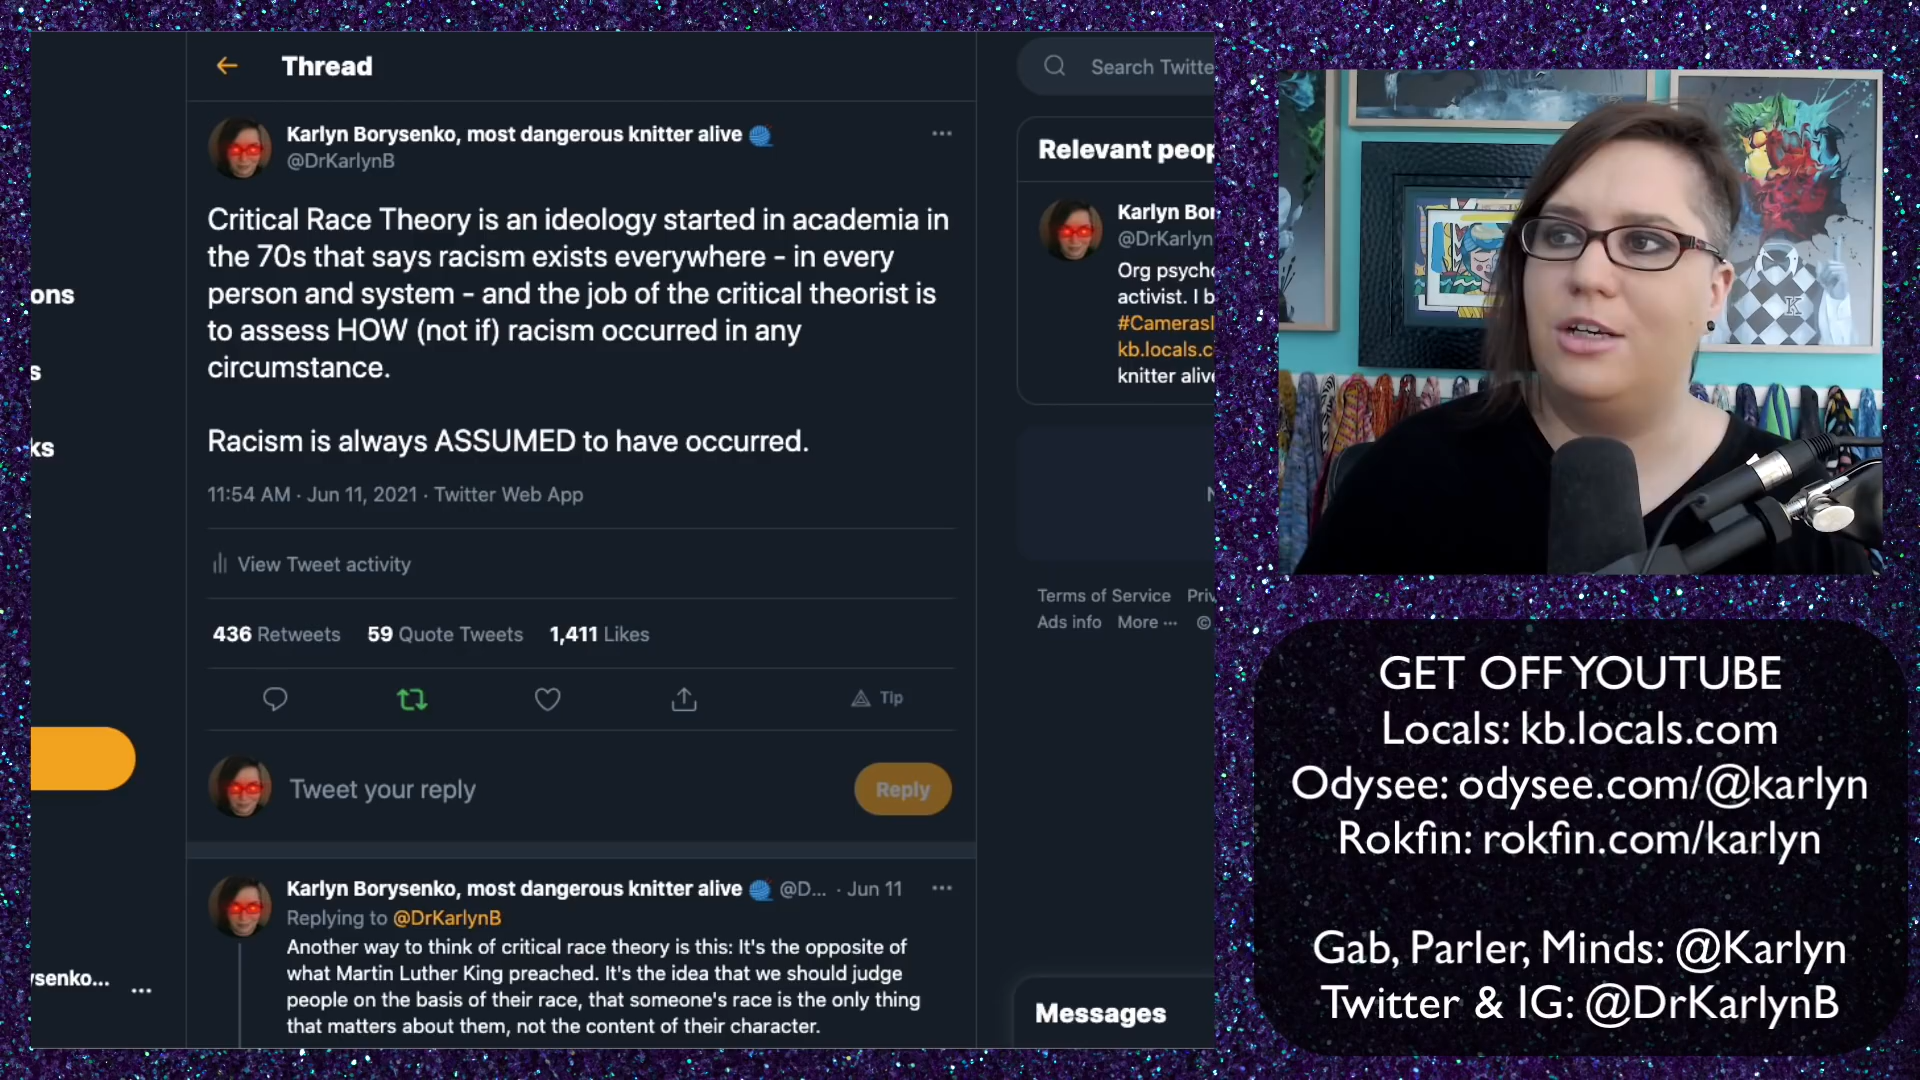 Thread
Karlyn Borysenko, most dangerous knitter alive
@DrKarlynB
Critical Race Theory is an ideology started in academia in
the 70s that says racism exists everywhere - in every
person and system - and the job of the critical theorist is
to assess HOW (not if) racism occurred in any
circumstance.
Racism is always ASSUMED to have occurred.
11:54 AM · Jun 11, 2021 · Twitter Web App
View Tweet activity
436 Retweets 59 Quote Tweets 1,411 Likes
Tip
Tweet your reply
Reply
Karlyn Borysenko, most dangerous knitter alive @D... · Jun 11
Replying to @DrKarlynB
Another way to think of critical race theory is this: It's the opposite of
what Martin Luther King preached. It's the idea that we should judge
people on the basis of their race, that someone's race is the only thing
that matters about them, not the content of their character.
ons
s
ks
ysenko...
Search Twitte
Relevant peop
Karlyn Bor
@DrKarlyn
Org psycho
activist. I b
#CamerasI
kb.locals.c
knitter alive
Terms of Service Priv
Ads info More ··· ©
Messages
K
GET OFF YOUTUBE
Locals: kb.locals.com
Odysee: odysee.com/@karlyn
Rokfin: rokfin.com/karlyn
Gab, Parler, Minds: @Karlyn
Twitter & IG: @DrKarlynB